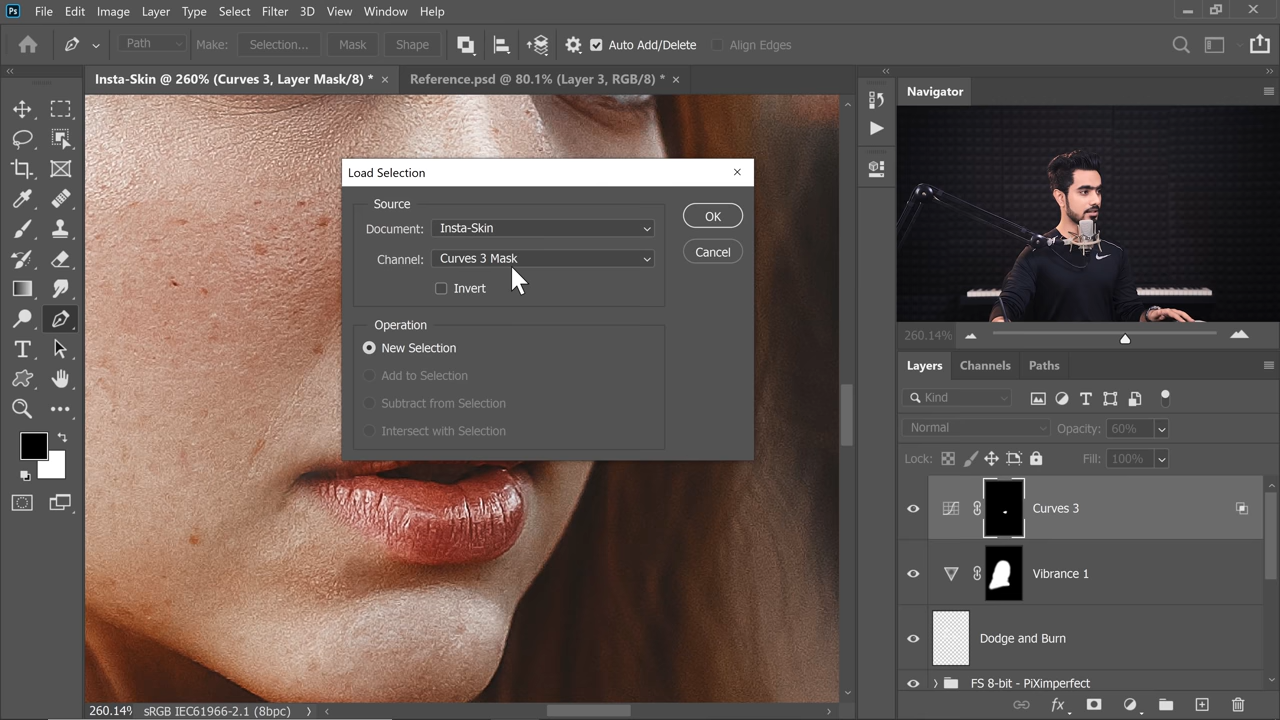 Ps File Edit Image Layer Type Select Filter 3D View Window Help
Path Make: Selection... Mask Shape Auto Add/Delete Align Edges
Insta-Skin @ 260% (Curves 3, Layer Mask/8) * Reference.psd @ 80.1% (Layer 3, RGB/8) *
Navigator
260.14%
Load Selection
Source
Document: Insta-Skin
Channel: Curves 3 Mask
Invert
OK
Cancel
Operation
New Selection
Add to Selection
Subtract from Selection
Intersect with Selection
Layers Channels Paths
Kind
Normal Opacity: 60%
Lock: Fill: 100%
Curves 3
Vibrance 1
Dodge and Burn
FS 8-bit - PiXimperfect
260.14% sRGB IEC61966-2.1 (8bpc)
fx